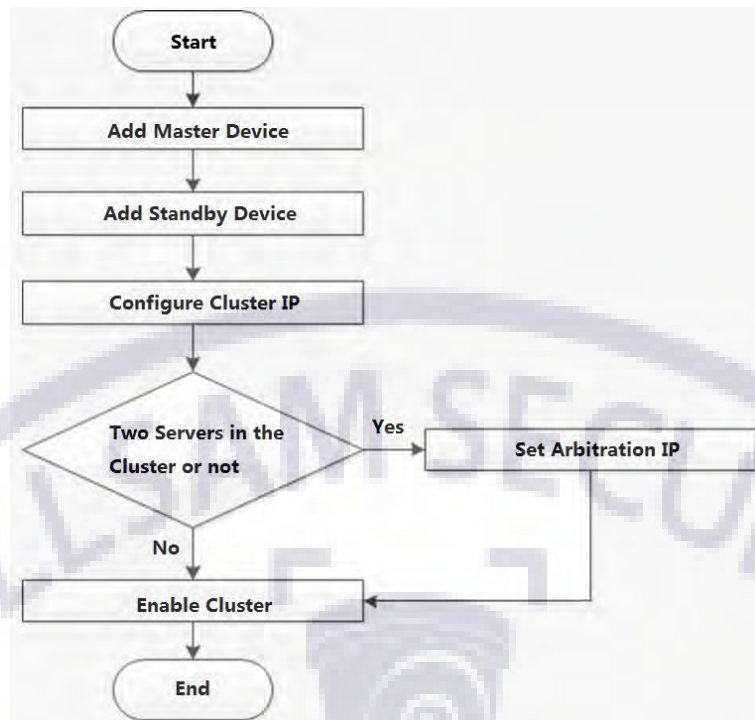 Start
Add Master Device
Add Standby Device
Configure Cluster IP
Two Servers in the
Cluster or not
Yes
Set Arbitration IP
No
Enable Cluster
End